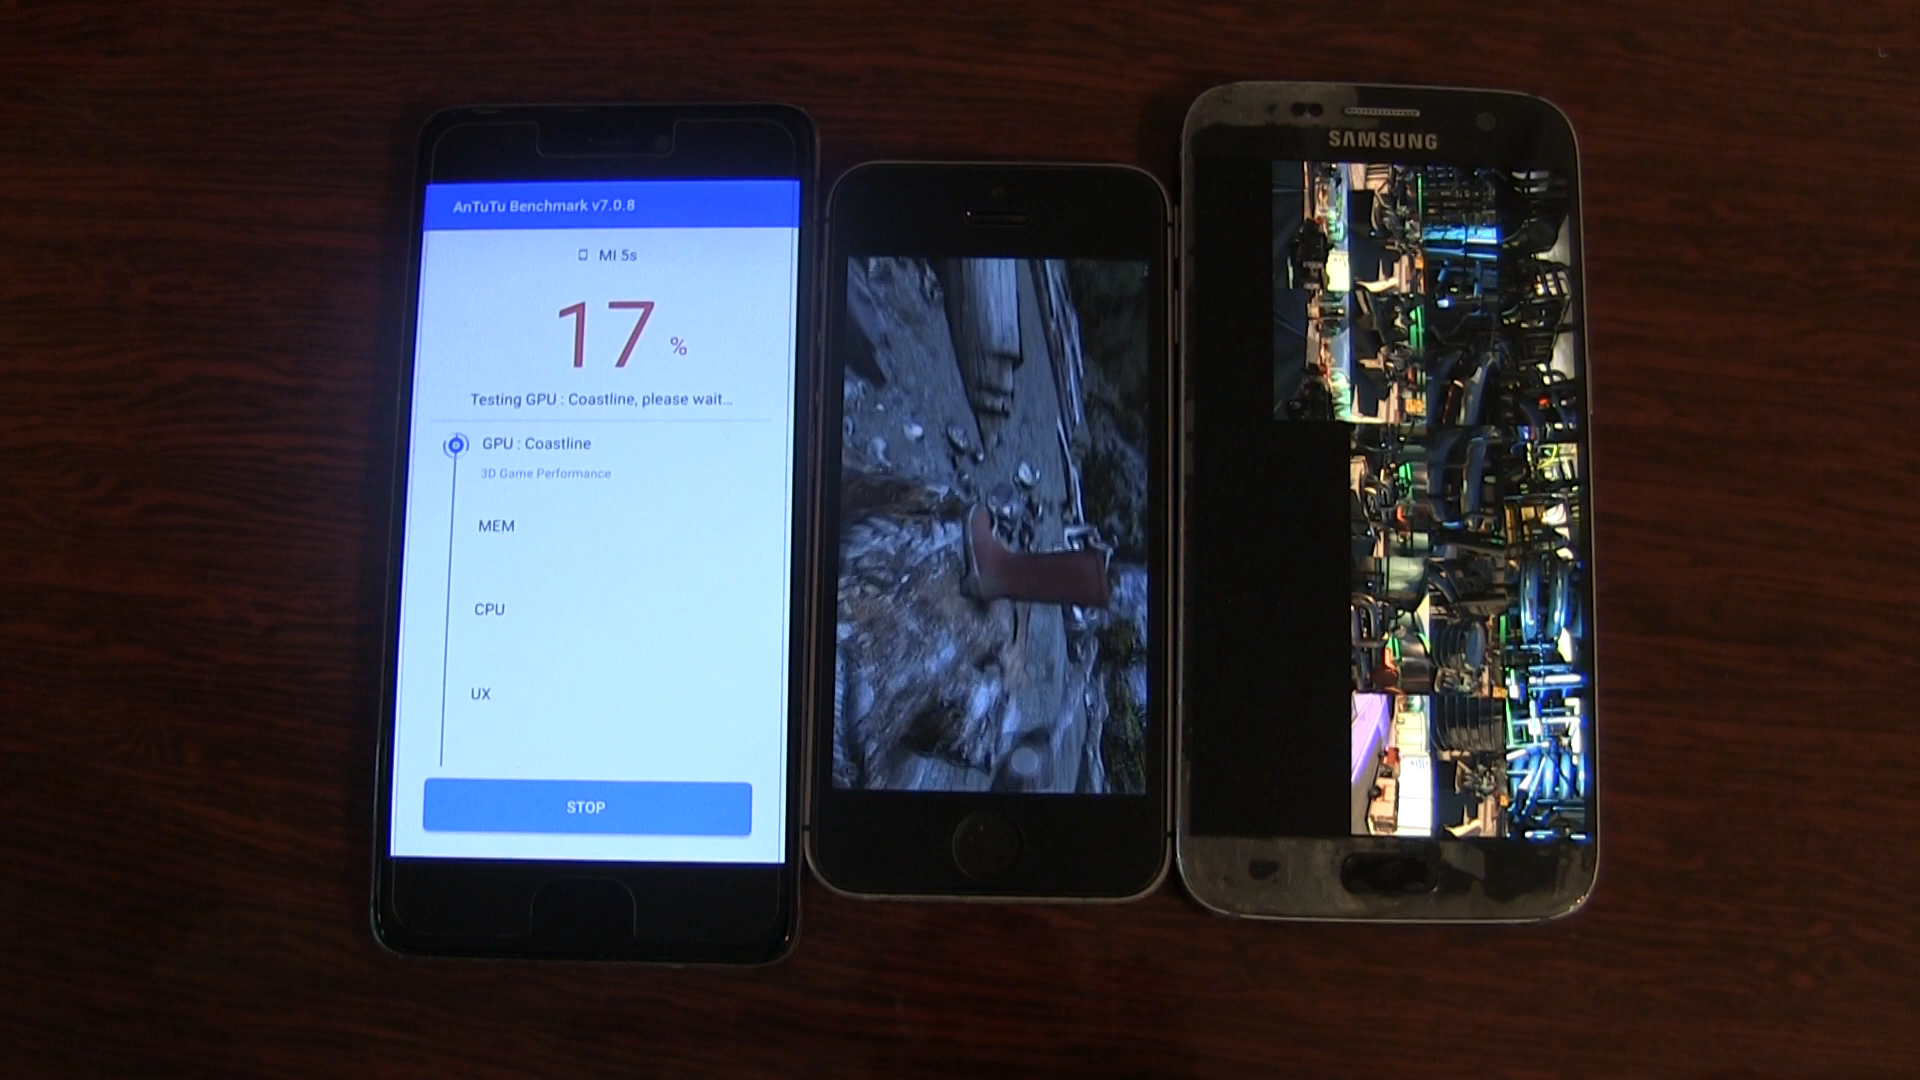 AnTuTu Benchmark v7.0.8
MI 5s
17 %
Testing GPU : Coastline, please wait...
GPU : Coastline
3D Game Performance
MEM
CPU
UX
STOP
SAMSUNG